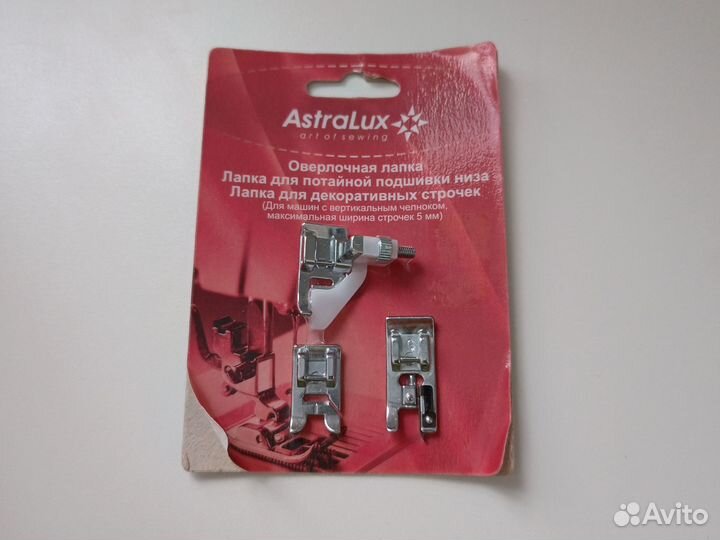 AstraLux
art of sewing
Оверлочная лапка
Лапка для потайной подшивки низа
Лапка для декоративных строчек
(Для машин с вертикальным челноком,
максимальная ширина строчек 5 мм)
Avito